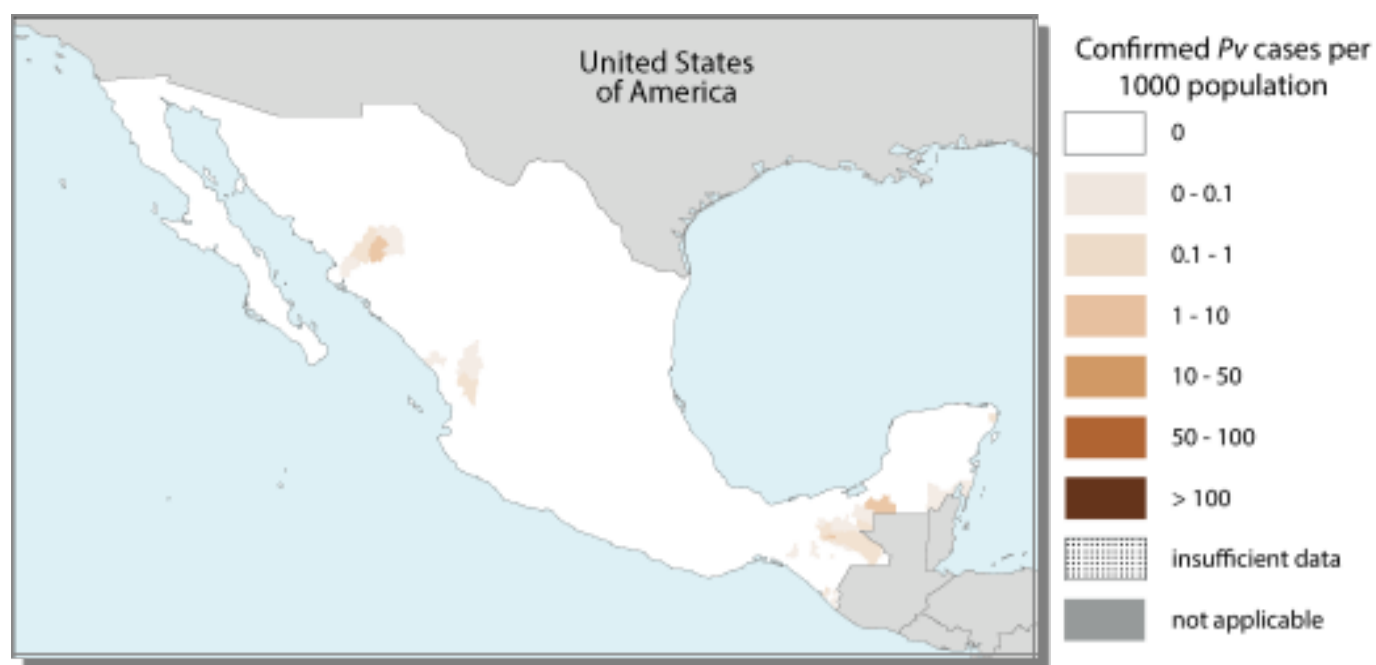 United States
of America
Confirmed Pv cases per
1000 population
0
0 - 0.1
0.1 - 1
1 - 10
10 - 50
50 - 100
> 100
insufficient data
not applicable